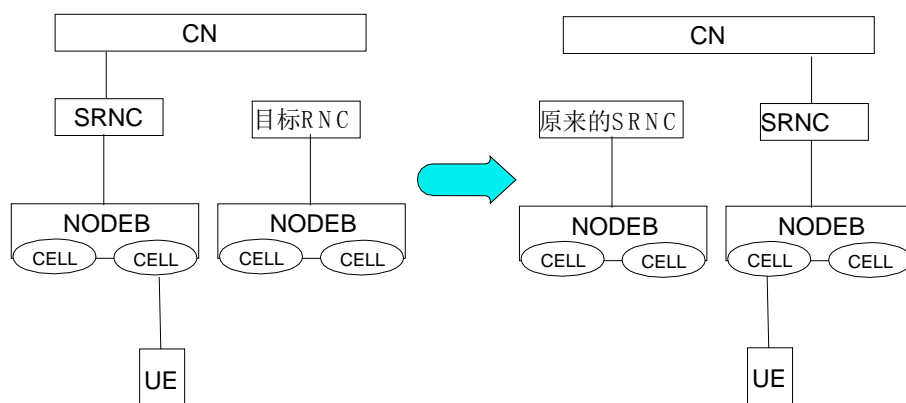 CN
SRNC
目标RNC
NODEB
NODEB
CELL
CELL
CELL
CELL
UE
CN
原来的SRNC
SRNC
NODEB
NODEB
CELL
CELL
CELL
CELL
UE